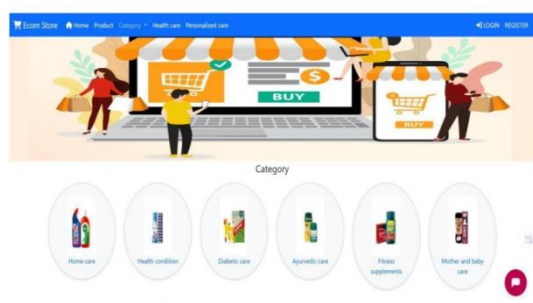 Ecom Store Home Product Category Health care Personalized care LOGIN REGISTER
BUY
BUY
Category
Home care Health condition Diabetic care Ayurvedic care Fitness supplements Mother and baby care